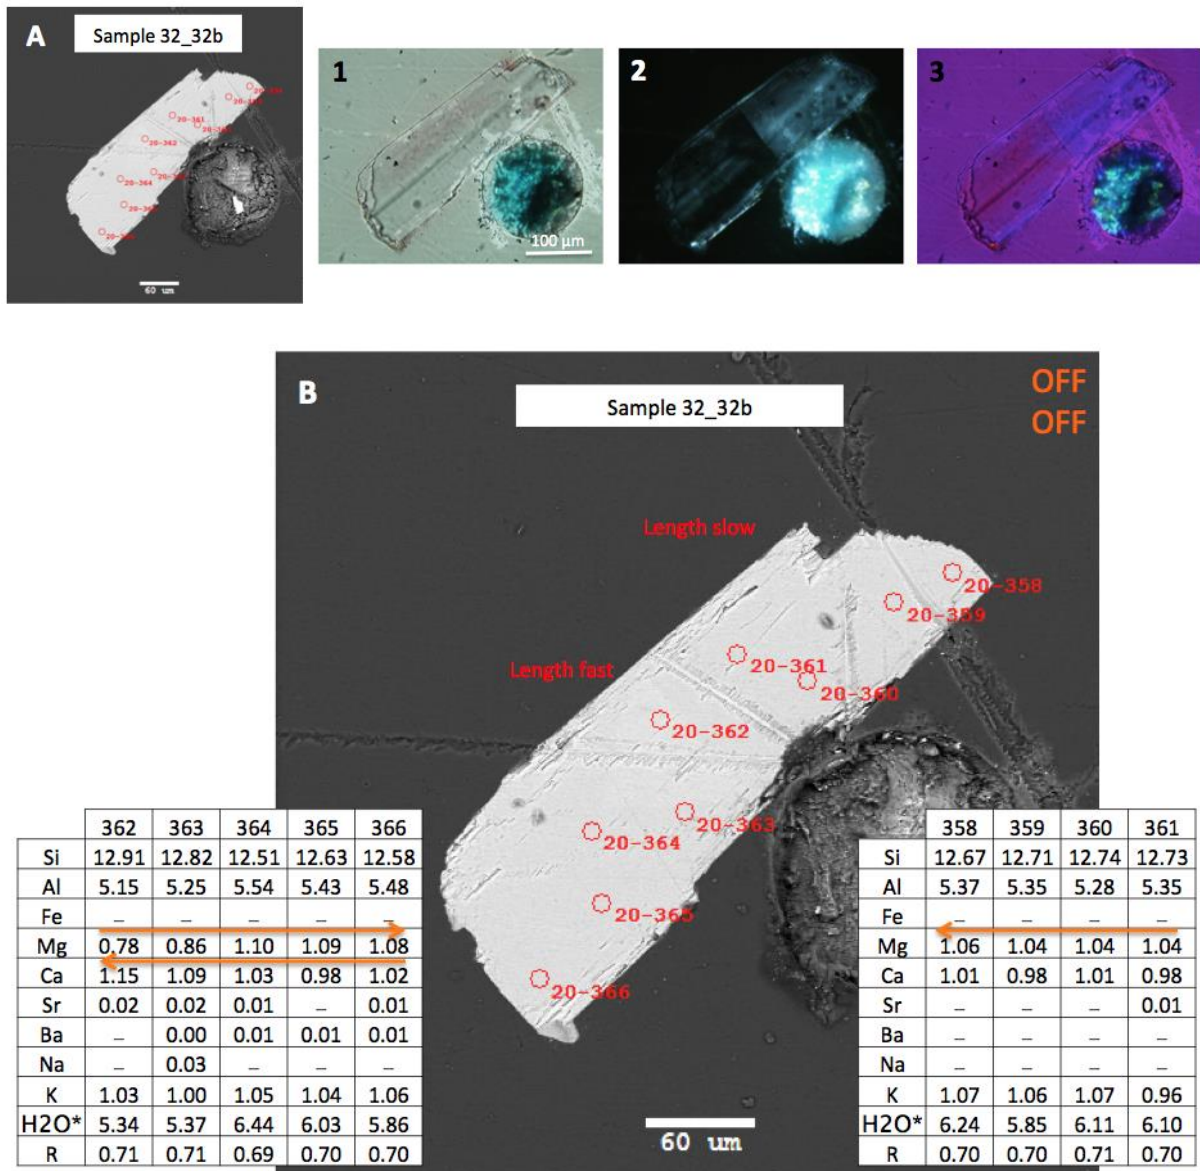 A
Sample 32_32b
20-361
20-362
20-364
60 um
1
100 µm
2
3
B
Sample 32_32b
OFF
OFF
Length slow
Length fast
20-358
20-359
20-361
20-360
20-362
20-363
20-364
20-365
20-366
60 um
362 363 364 365 366
Si 12.91 12.82 12.51 12.63 12.58
Al 5.15 5.25 5.54 5.43 5.48
Fe – – – – –
Mg 0.78 0.86 1.10 1.09 1.08
Ca 1.15 1.09 1.03 0.98 1.02
Sr 0.02 0.02 0.01 – 0.01
Ba – 0.00 0.01 0.01 0.01
Na – 0.03 – – –
K 1.03 1.00 1.05 1.04 1.06
H2O* 5.34 5.37 6.44 6.03 5.86
R 0.71 0.71 0.69 0.70 0.70
358 359 360 361
Si 12.67 12.71 12.74 12.73
Al 5.37 5.35 5.28 5.35
Fe – – – –
Mg 1.06 1.04 1.04 1.04
Ca 1.01 0.98 1.01 0.98
Sr – – – 0.01
Ba – – – –
Na – – – –
K 1.07 1.06 1.07 0.96
H2O* 6.24 5.85 6.11 6.10
R 0.70 0.70 0.71 0.70